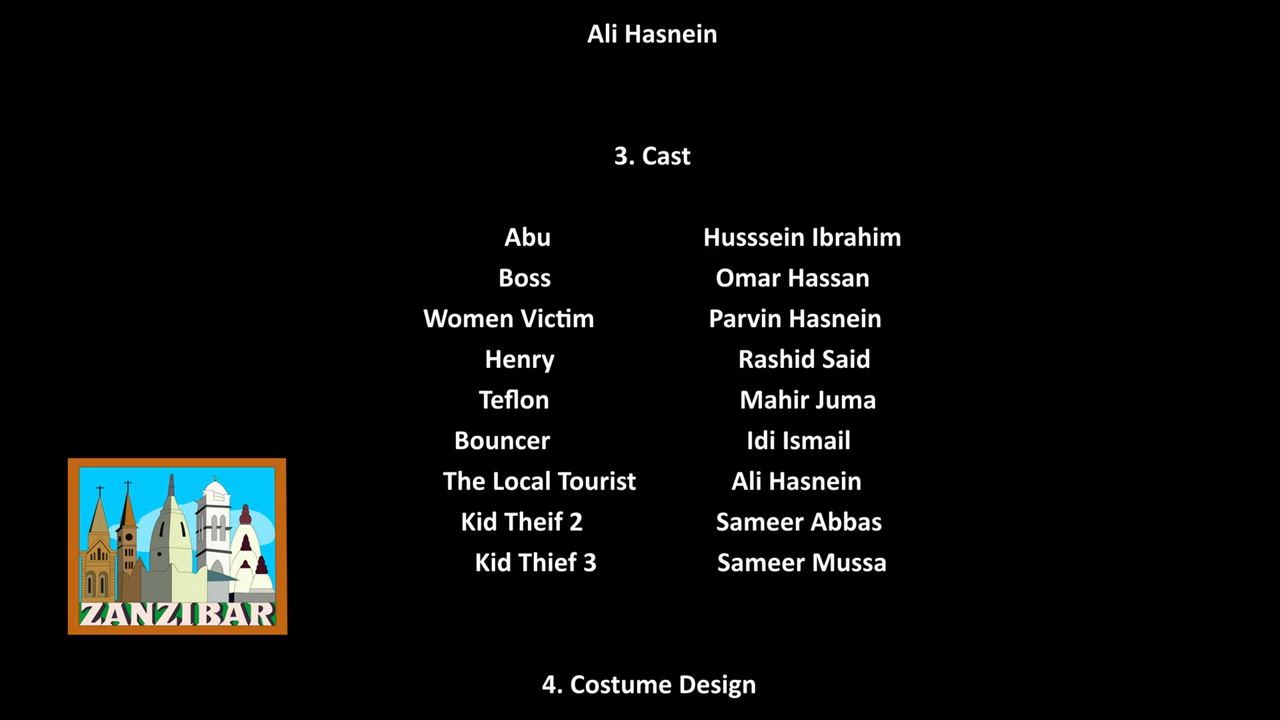 Ali Hasnein
3. Cast
Abu Husssein Ibrahim
Boss Omar Hassan
Women Victim Parvin Hasnein
Henry Rashid Said
Teflon Mahir Juma
Bouncer Idi Ismail
The Local Tourist Ali Hasnein
Kid Theif 2 Sameer Abbas
Kid Thief 3 Sameer Mussa
ZANZIBAR
4. Costume Design